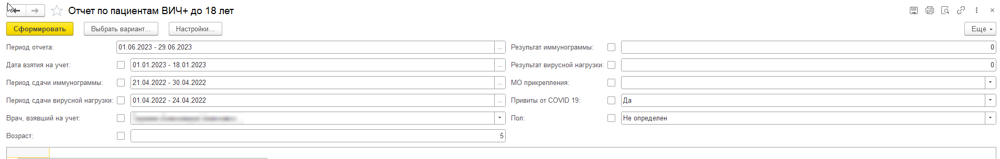 Отчет по пациентам ВИЧ+ до 18 лет
Сформировать Выбрать вариант... Настройки... Еще
Период отчета: 01.06.2023 - 29.06.2023 ... Результат иммунограммы: 0
Дата взятия на учет: 01.01.2023 - 18.01.2023 ... Результат вирусной нагрузки: 0
Период сдачи иммунограммы: 21.04.2022 - 30.04.2022 ... МО прикрепления:
Период сдачи вирусной нагрузки: 01.04.2022 - 24.04.2022 ... Привиты от COVID 19: Да
Врач, взявший на учет: Пол: Не определен
Возраст: 5